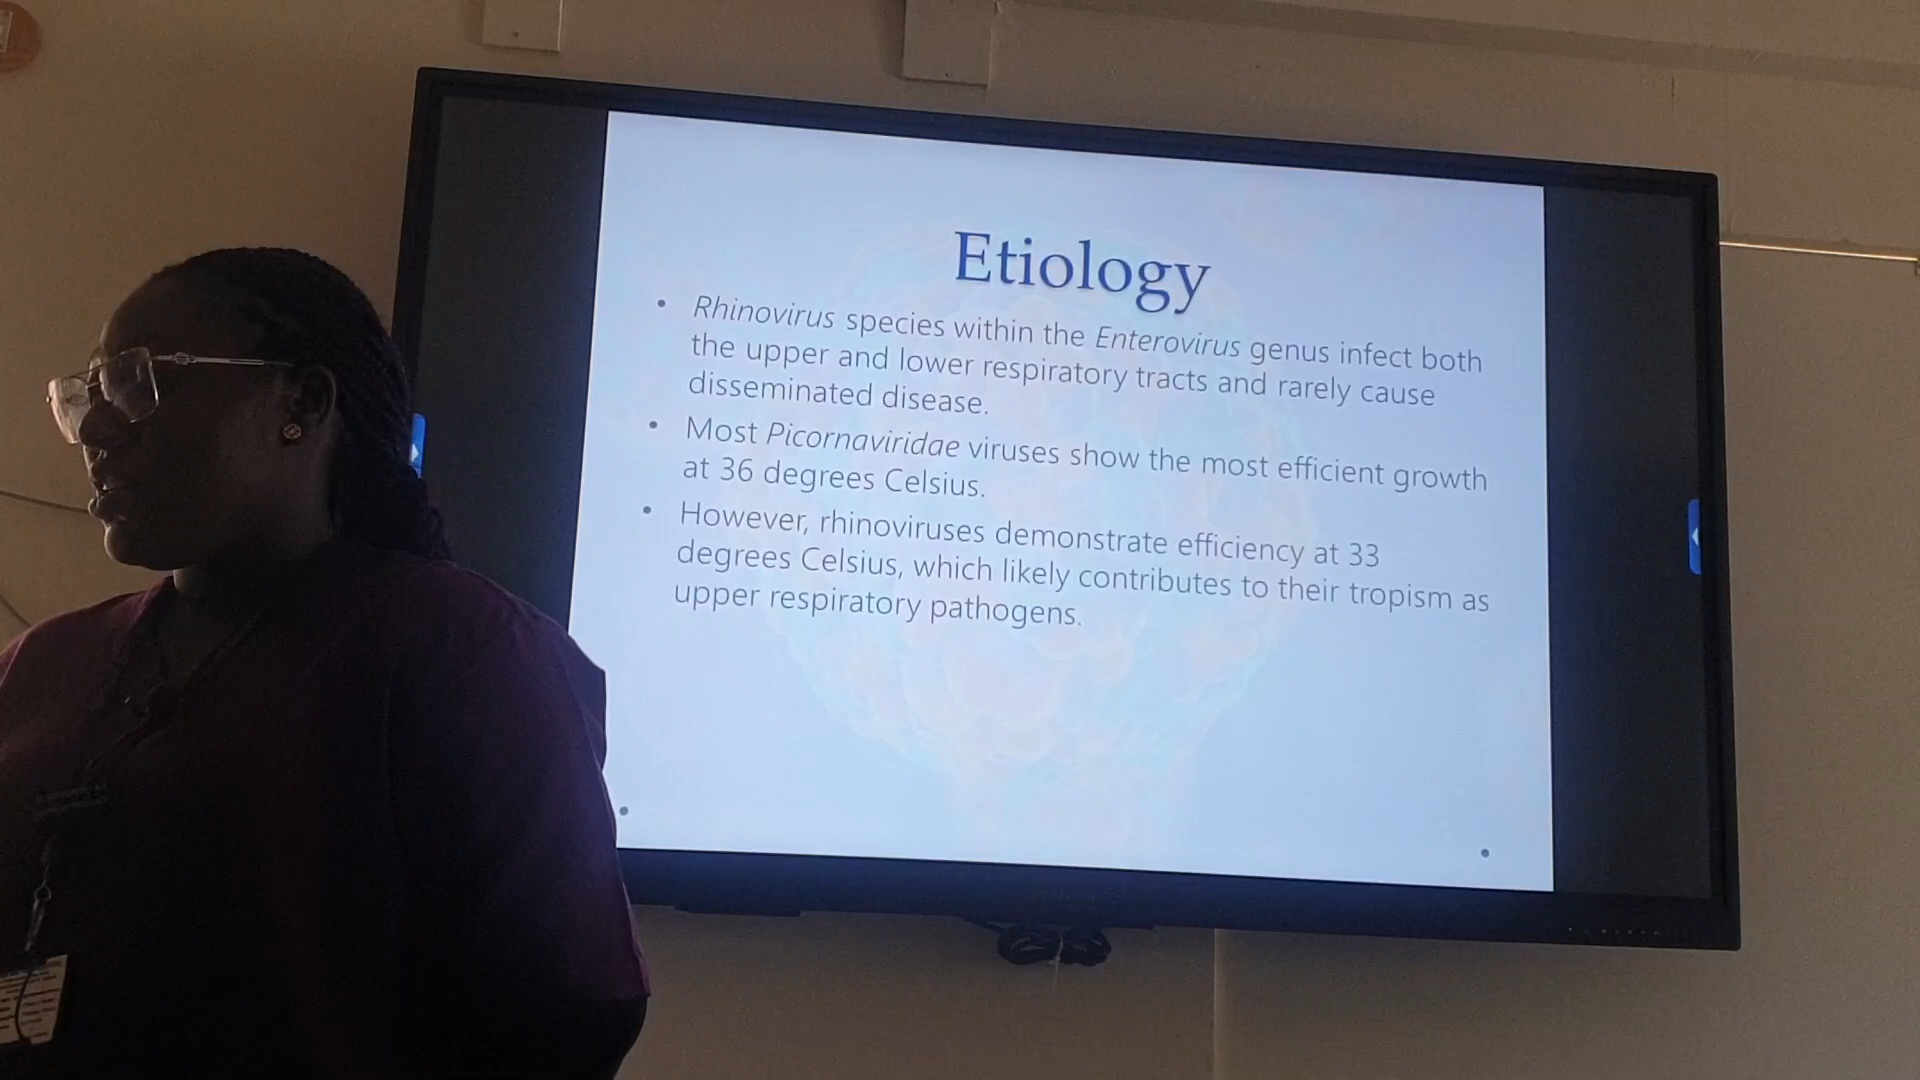 Etiology
• Rhinovirus species within the Enterovirus genus infect both
the upper and lower respiratory tracts and rarely cause
disseminated disease.
• Most Picornaviridae viruses show the most efficient growth
at 36 degrees Celsius.
• However, rhinoviruses demonstrate efficiency at 33
degrees Celsius, which likely contributes to their tropism as
upper respiratory pathogens.